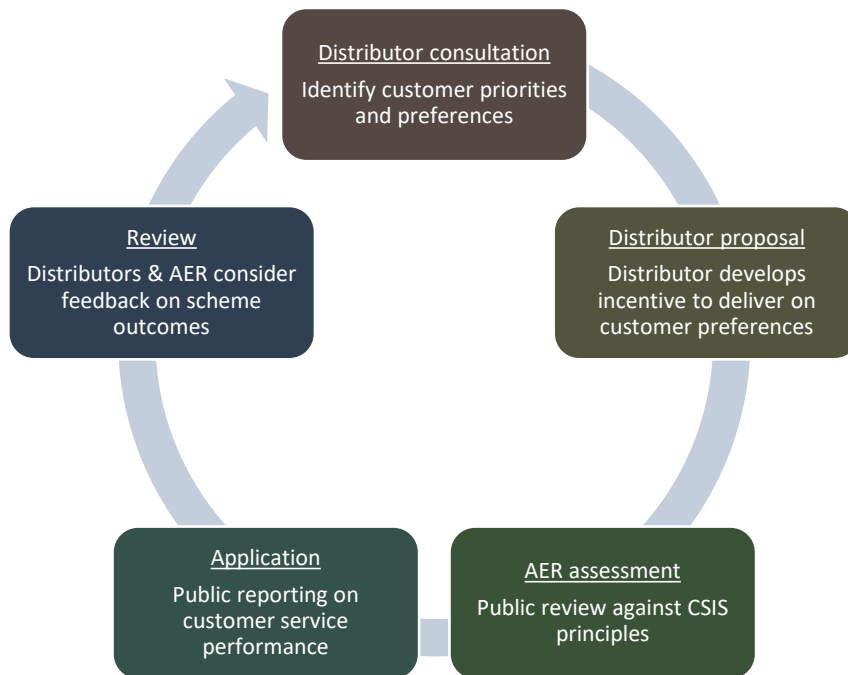 Distributor consultation
Identify customer priorities
and preferences
Distributor proposal
Distributor develops
incentive to deliver on
customer preferences
AER assessment
Public review against CSIS
principles
Application
Public reporting on
customer service
performance
Review
Distributors & AER consider
feedback on scheme
outcomes